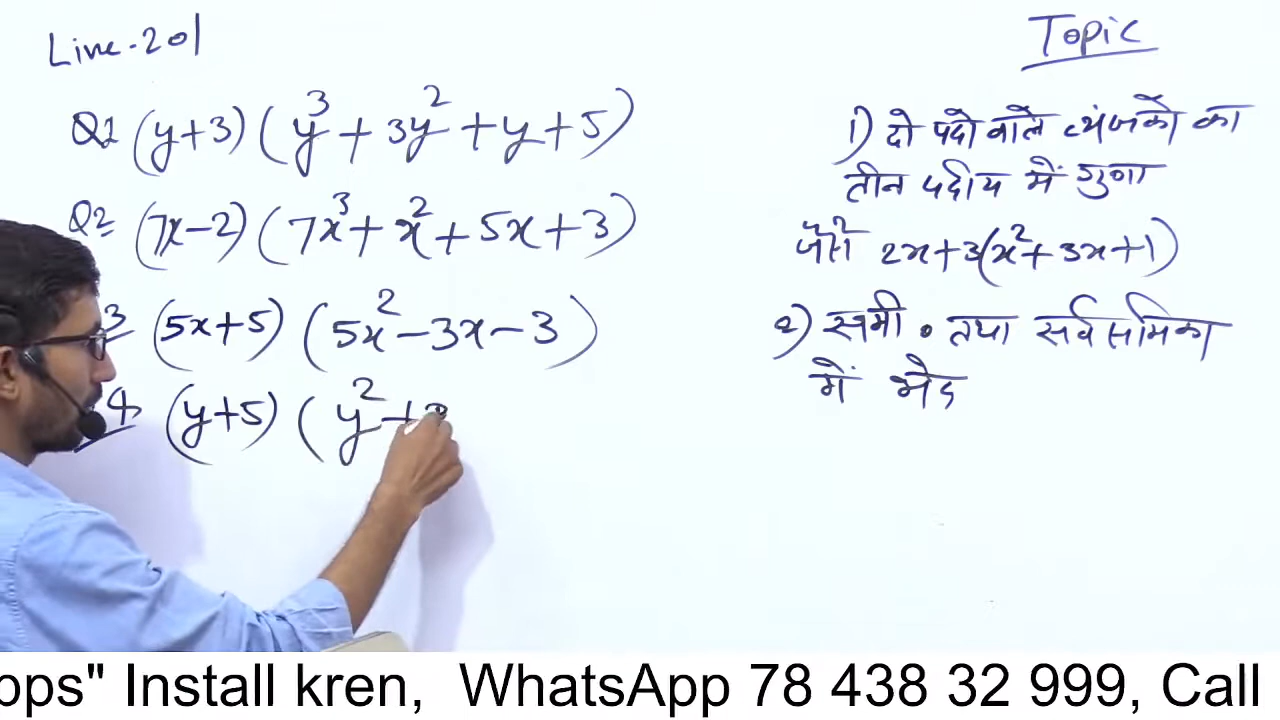 Live-201
Q1 (y+3) (y³ + 3y² + y + 5)
Q2 (7x-2) (7x³ + x² + 5x + 3)
3 (5x+5) (5x² - 3x - 3)
4 (y+5) (y² +
Topic
1) दो पदो वाले व्यंजको का
तीन पदीय में गुणा
2x+3(x²+3x+1)
2) समी. तथा सर्वसमिका
में भेद
pps" Install kren, WhatsApp 78 438 32 999, Call